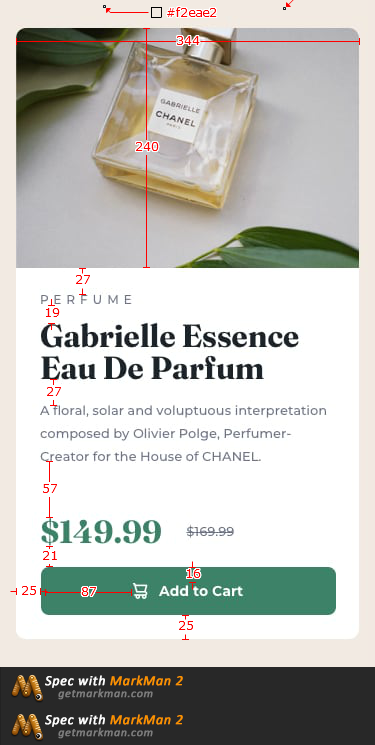 #f2eae2
344
GABRIELLE
CHANEL
PARIS
240
27
PERFUME
19
Gabrielle Essence
Eau De Parfum
27
A floral, solar and voluptuous interpretation
composed by Olivier Polge, Perfumer-
Creator for the House of CHANEL.
57
$149.99 $169.99
21
16
25 87 Add to Cart
25
Spec with MarkMan 2
getmarkman.com
Spec with MarkMan 2
getmarkman.com